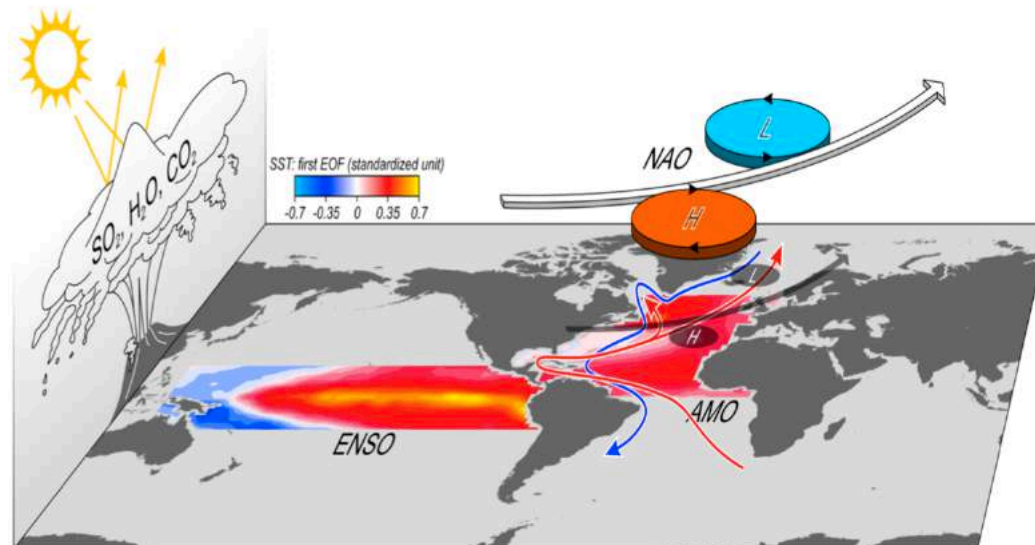 SO₂, H₂O, CO₂
SST: first EOF (standardized unit)
-0.7 -0.35 0 0.35 0.7
NAO
L
H
L
H
ENSO
AMO